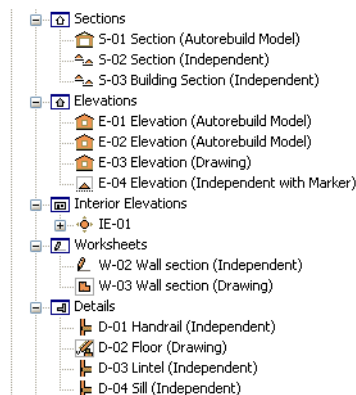 Sections
S-01 Section (Autorebuild Model)
S-02 Section (Independent)
S-03 Building Section (Independent)
Elevations
E-01 Elevation (Autorebuild Model)
E-02 Elevation (Autorebuild Model)
E-03 Elevation (Drawing)
E-04 Elevation (Independent with Marker)
Interior Elevations
IE-01
Worksheets
W-02 Wall section (Independent)
W-03 Wall section (Drawing)
Details
D-01 Handrail (Independent)
D-02 Floor (Drawing)
D-03 Lintel (Independent)
D-04 Sill (Independent)